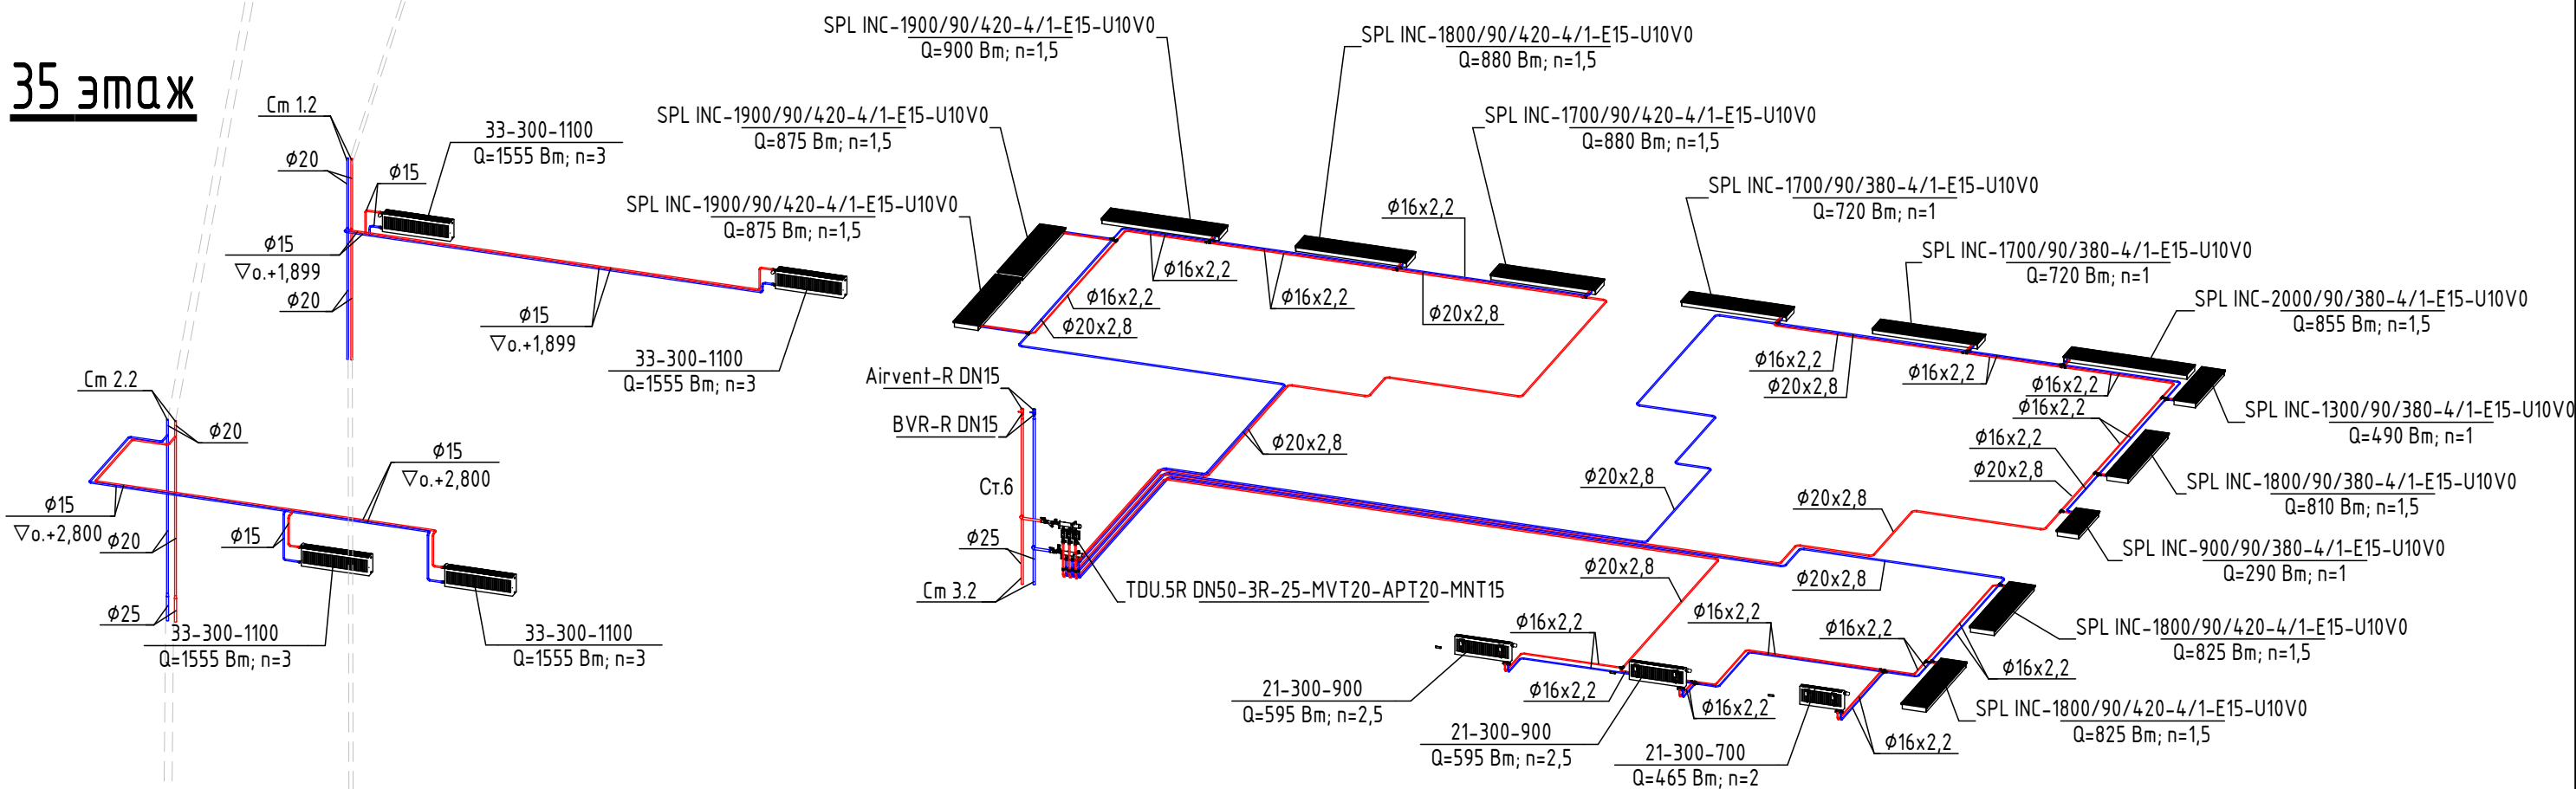 35 этаж
Ст 1.2
φ20
φ15
33-300-1100
Q=1555 Вт; n=3
φ15
▽о.+1,899
φ20
φ15
▽о.+1,899
33-300-1100
Q=1555 Вт; n=3
Ст 2.2
φ20
φ15
▽о.+2,800
φ15
▽о.+2,800
φ20
φ15
φ25
33-300-1100
Q=1555 Вт; n=3
33-300-1100
Q=1555 Вт; n=3
SPL INC-1900/90/420-4/1-E15-U10V0
Q=900 Вт; n=1,5
SPL INC-1800/90/420-4/1-E15-U10V0
Q=880 Вт; n=1,5
SPL INC-1900/90/420-4/1-E15-U10V0
Q=875 Вт; n=1,5
SPL INC-1700/90/420-4/1-E15-U10V0
Q=880 Вт; n=1,5
SPL INC-1900/90/420-4/1-E15-U10V0
Q=875 Вт; n=1,5
φ16x2,2
φ16x2,2
φ16x2,2
φ16x2,2
φ20x2,8
φ20x2,8
SPL INC-1700/90/380-4/1-E15-U10V0
Q=720 Вт; n=1
SPL INC-1700/90/380-4/1-E15-U10V0
Q=720 Вт; n=1
SPL INC-2000/90/380-4/1-E15-U10V0
Q=855 Вт; n=1,5
φ16x2,2
φ20x2,8
φ16x2,2
φ16x2,2
φ16x2,2
SPL INC-1300/90/380-4/1-E15-U10V0
Q=490 Вт; n=1
φ16x2,2
φ20x2,8
SPL INC-1800/90/380-4/1-E15-U10V0
Q=810 Вт; n=1,5
SPL INC-900/90/380-4/1-E15-U10V0
Q=290 Вт; n=1
Airvent-R DN15
BVR-R DN15
Ст.6
φ25
Ст 3.2
TDU.5R DN50-3R-25-MVT20-APT20-MNT15
φ20x2,8
φ20x2,8
φ20x2,8
φ20x2,8
φ20x2,8
φ16x2,2
φ16x2,2
φ16x2,2
φ16x2,2
SPL INC-1800/90/420-4/1-E15-U10V0
Q=825 Вт; n=1,5
SPL INC-1800/90/420-4/1-E15-U10V0
Q=825 Вт; n=1,5
φ16x2,2
φ16x2,2
φ16x2,2
21-300-900
Q=595 Вт; n=2,5
21-300-900
Q=595 Вт; n=2,5
21-300-700
Q=465 Вт; n=2